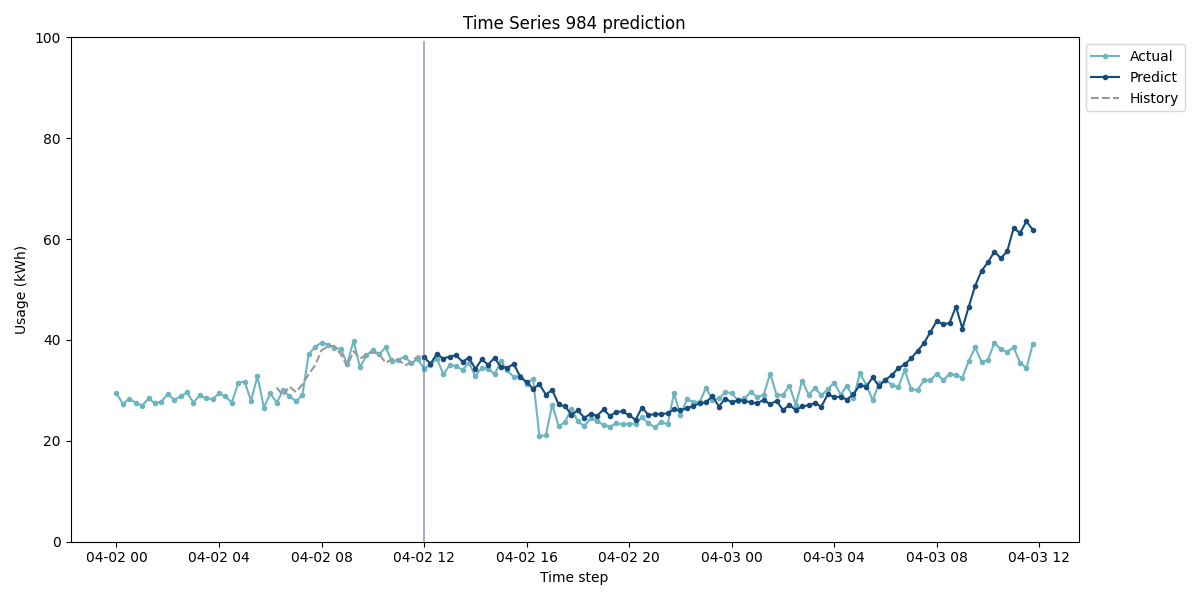 Time Series 984 prediction
100
80
60
40
20
0
Usage (kWh)
04-02 00
04-02 04
04-02 08
04-02 12
04-02 16
04-02 20
04-03 00
04-03 04
04-03 08
04-03 12
Time step
Actual
Predict
History